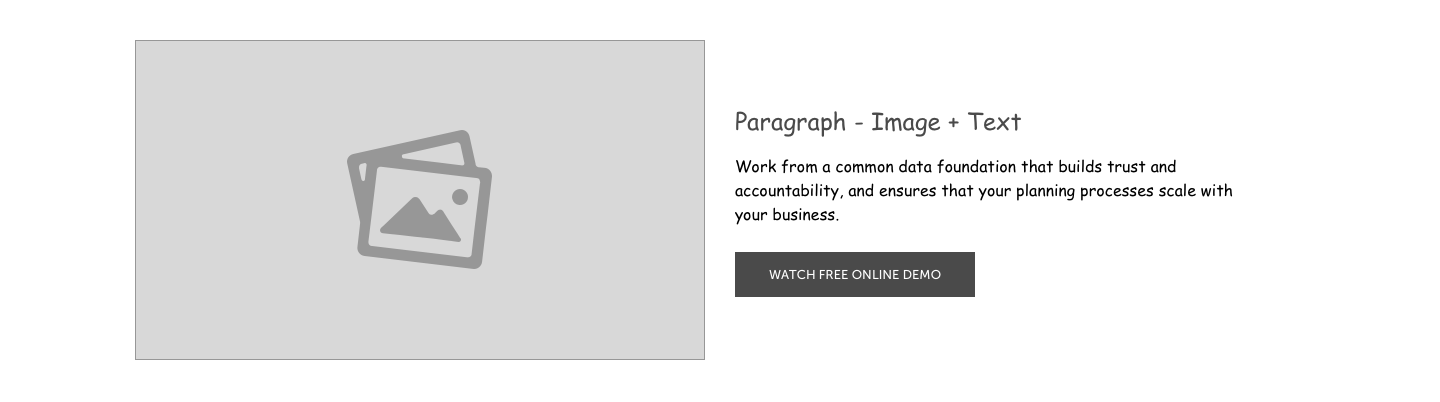 Paragraph - Image + Text
Work from a common data foundation that builds trust and
accountability, and ensures that your planning processes scale with
your business.
WATCH FREE ONLINE DEMO